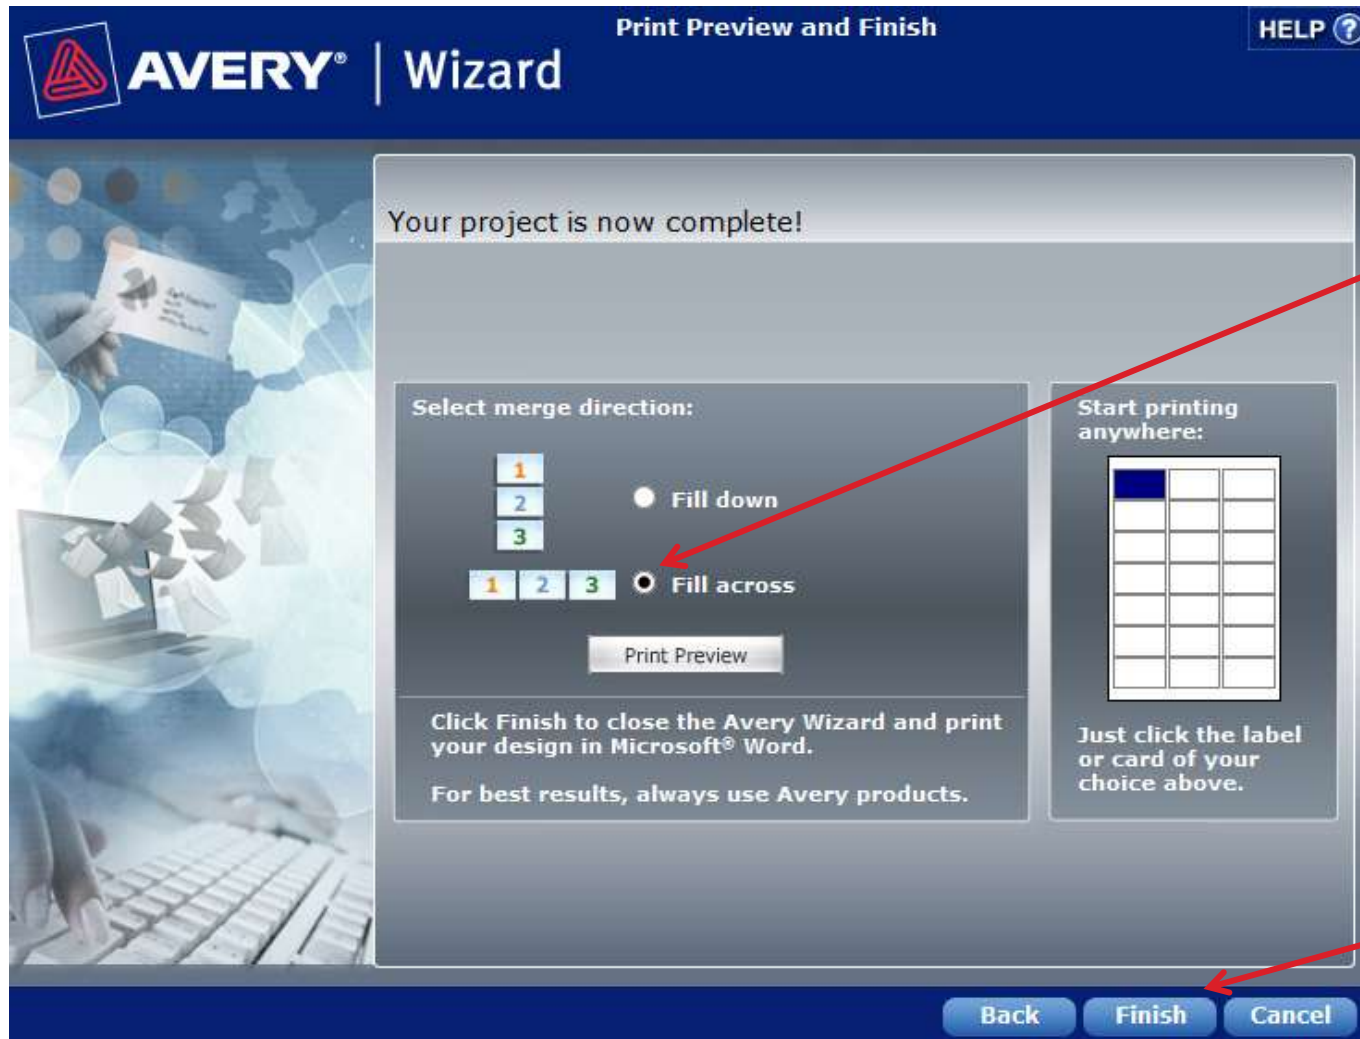 Print Preview and Finish
HELP ?
AVERY® | Wizard
Your project is now complete!
Select merge direction:
1
2
3
Fill down
1 2 3
Fill across
Print Preview
Click Finish to close the Avery Wizard and print
your design in Microsoft® Word.
For best results, always use Avery products.
Start printing
anywhere:
Just click the label
or card of your
choice above.
Back
Finish
Cancel